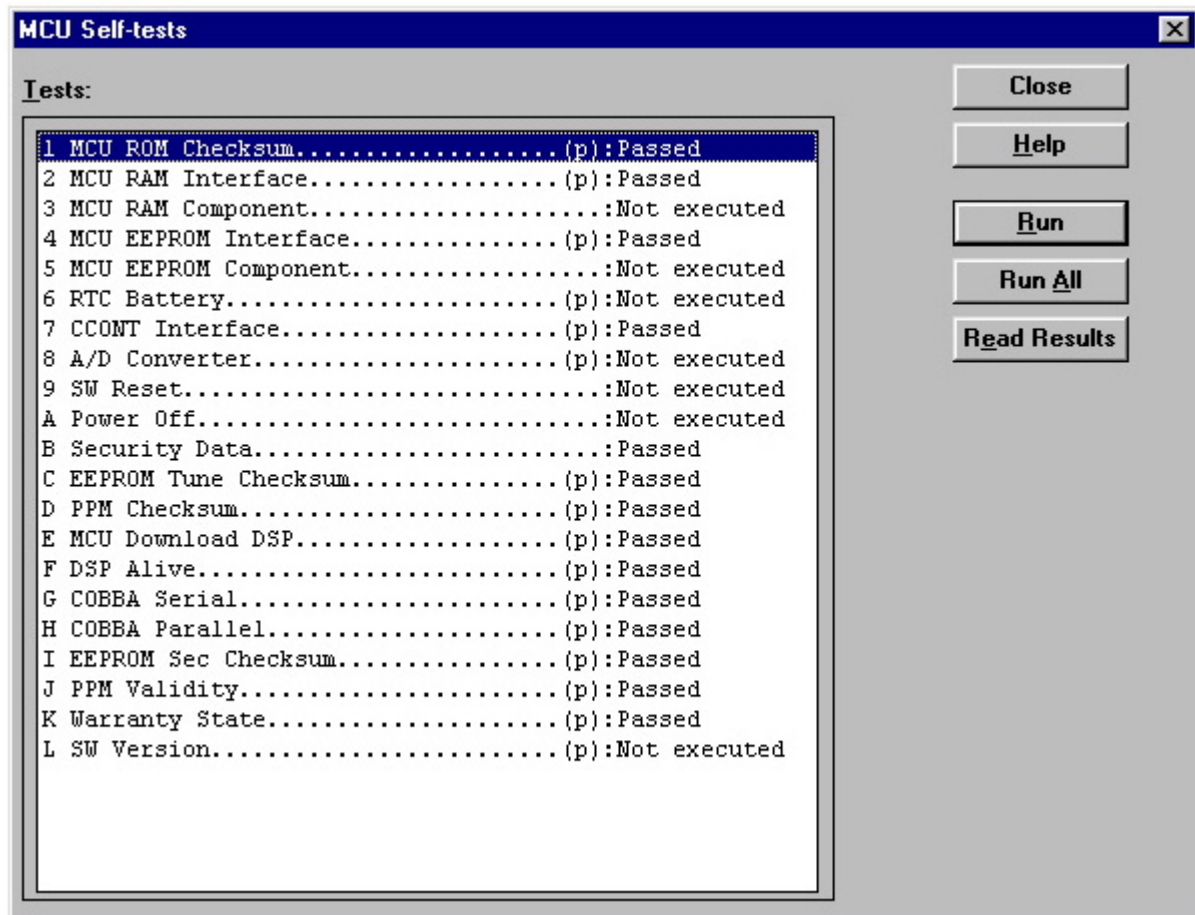 MCU Self-tests
Tests:
1 MCU ROM Checksum...................(p):Passed
2 MCU RAM Interface..................(p):Passed
3 MCU RAM Component.....................:Not executed
4 MCU EEPROM Interface...............(p):Passed
5 MCU EEPROM Component..................:Not executed
6 RTC Battery........................(p):Not executed
7 CCONT Interface....................(p):Passed
8 A/D Converter......................(p):Not executed
9 SW Reset..............................:Not executed
A Power Off.............................:Not executed
B Security Data.........................:Passed
C EEPROM Tune Checksum...............(p):Passed
D PPM Checksum.......................(p):Passed
E MCU Download DSP...................(p):Passed
F DSP Alive..........................(p):Passed
G COBBA Serial.......................(p):Passed
H COBBA Parallel.....................(p):Passed
I EEPROM Sec Checksum................(p):Passed
J PPM Validity.......................(p):Passed
K Warranty State.....................(p):Passed
L SW Version.........................(p):Not executed
Close
Help
Run
Run All
Read Results